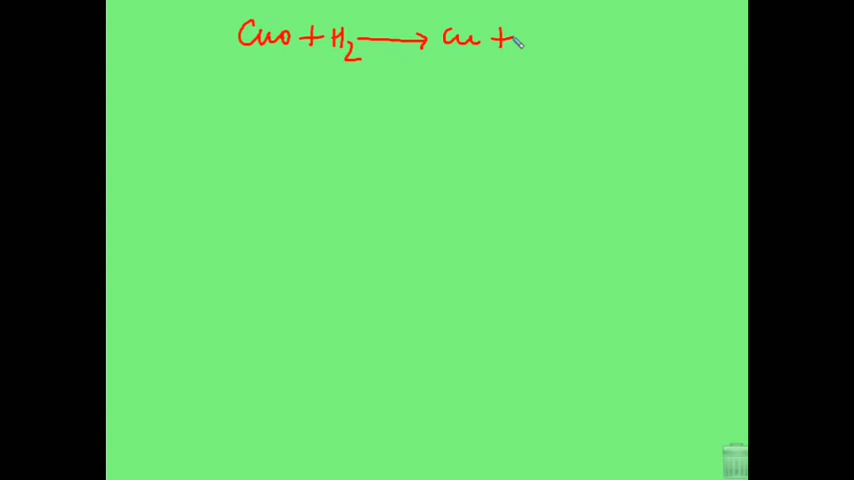 CuO + H₂ ⟶ Cu +